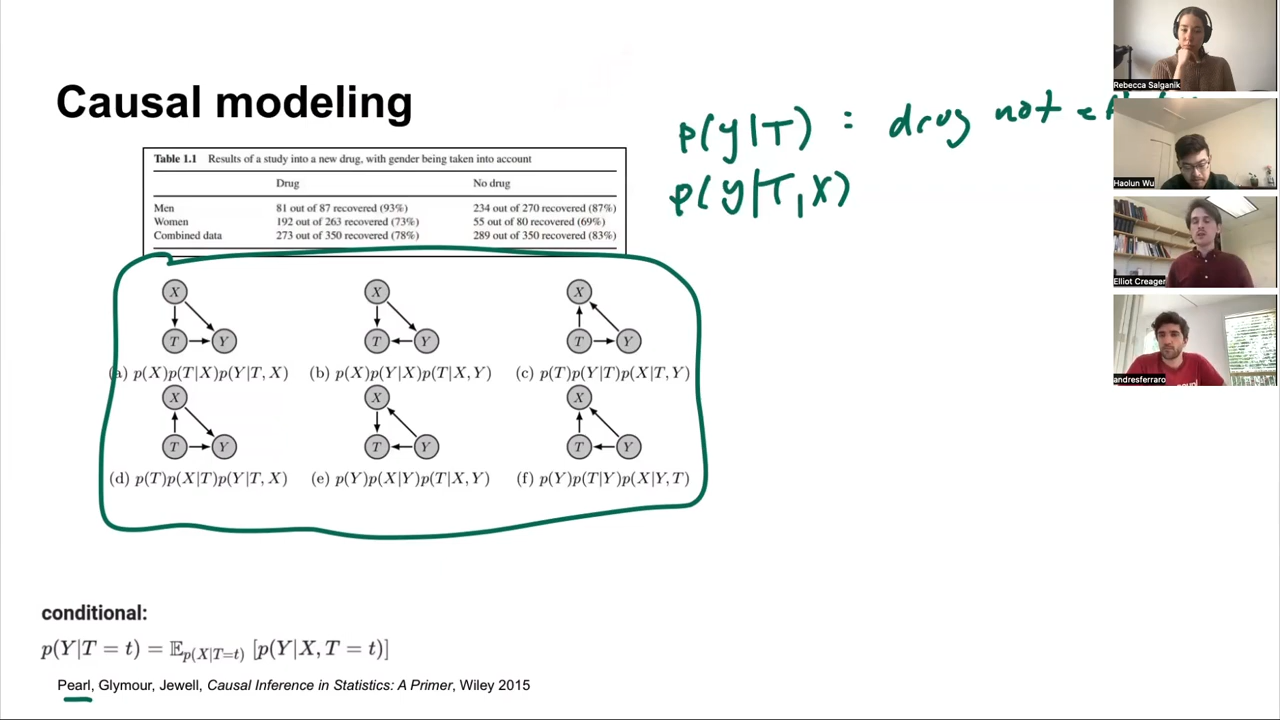 Causal modeling
p(y|T) : drug not
p(y|T,X)
Table 1.1 Results of a study into a new drug, with gender being taken into account
Drug No drug
Men 81 out of 87 recovered (93%) 234 out of 270 recovered (87%)
Women 192 out of 263 recovered (73%) 55 out of 80 recovered (69%)
Combined data 273 out of 350 recovered (78%) 289 out of 350 recovered (83%)
X X X
T Y T Y T Y
(a) p(X)p(T|X)p(Y|T, X) (b) p(X)p(Y|X)p(T|X, Y) (c) p(T)p(Y|T)p(X|T, Y)
X X X
T Y T Y T Y
(d) p(T)p(X|T)p(Y|T, X) (e) p(Y)p(X|Y)p(T|X, Y) (f) p(Y)p(T|Y)p(X|Y, T)
conditional:
p(Y|T = t) = 𝔼p(X|T=t) [p(Y|X, T = t)]
Pearl, Glymour, Jewell, Causal Inference in Statistics: A Primer, Wiley 2015
Rebecca Salganik
Haolun Wu
Elliot Creager
andresferraro